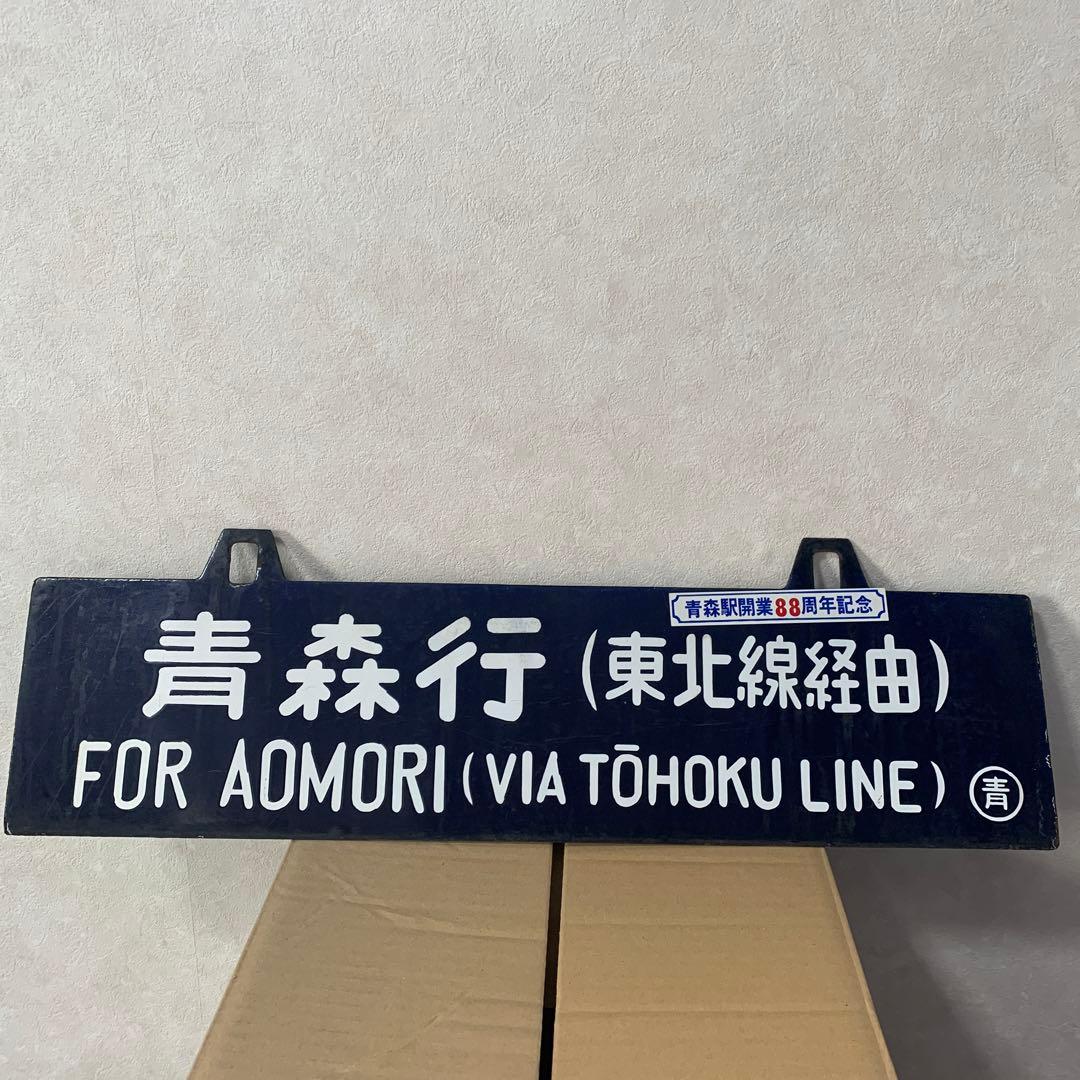 青森駅開業88周年記念
青森行(東北線経由)
FOR AOMORI (VIA TŌHOKU LINE) 青